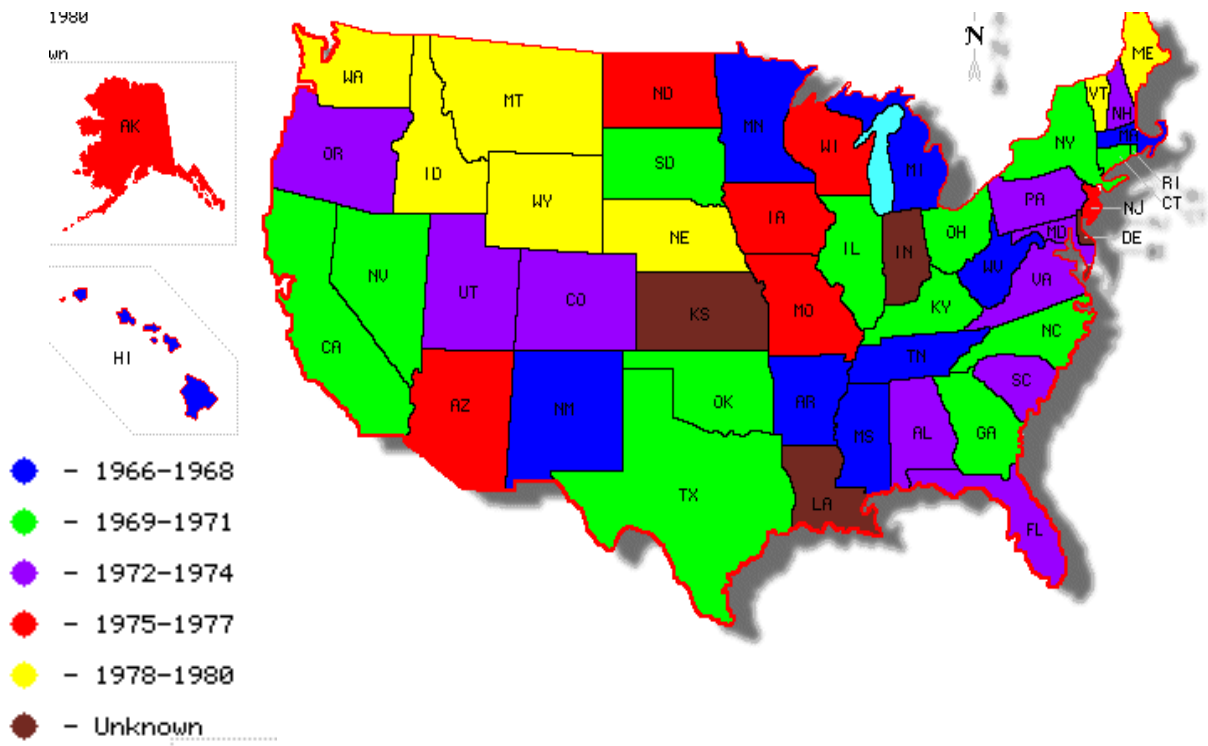 1980
wn
N
WA
MT
ND
MN
ME
VT
NH
AK
OR
ID
SD
WI
MI
NY
MA
WY
RI
CT
PA
NJ
NE
IA
IL
IN
OH
MD
DE
NV
UT
CO
KS
MO
KY
WV
VA
CA
HI
AZ
NM
OK
AR
TN
NC
SC
MS
AL
GA
TX
LA
FL
- 1966-1968
- 1969-1971
- 1972-1974
- 1975-1977
- 1978-1980
- Unknown